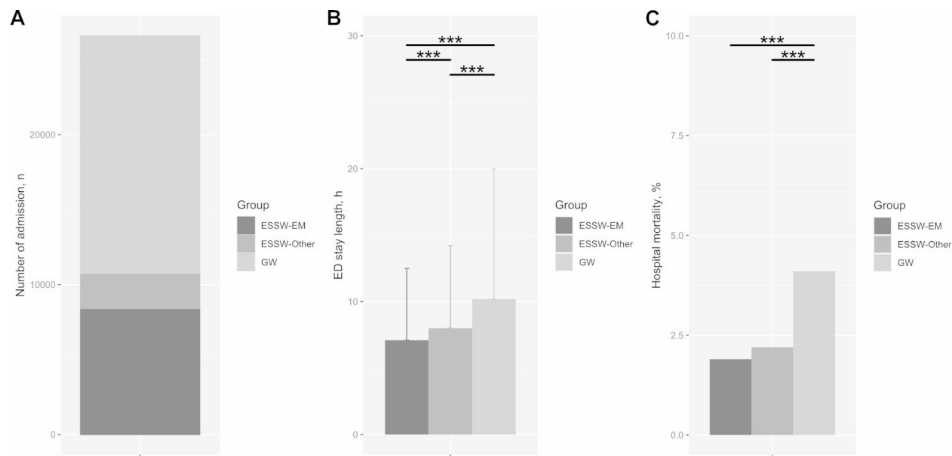 A
Number of admission, n
20000
10000
0
Group
ESSW-EM
ESSW-Other
GW
B
ED stay length, h
30
20
10
0
***
***
***
Group
ESSW-EM
ESSW-Other
GW
C
Hospital mortality, %
10.0
7.5
5.0
2.5
0.0
***
***
Group
ESSW-EM
ESSW-Other
GW